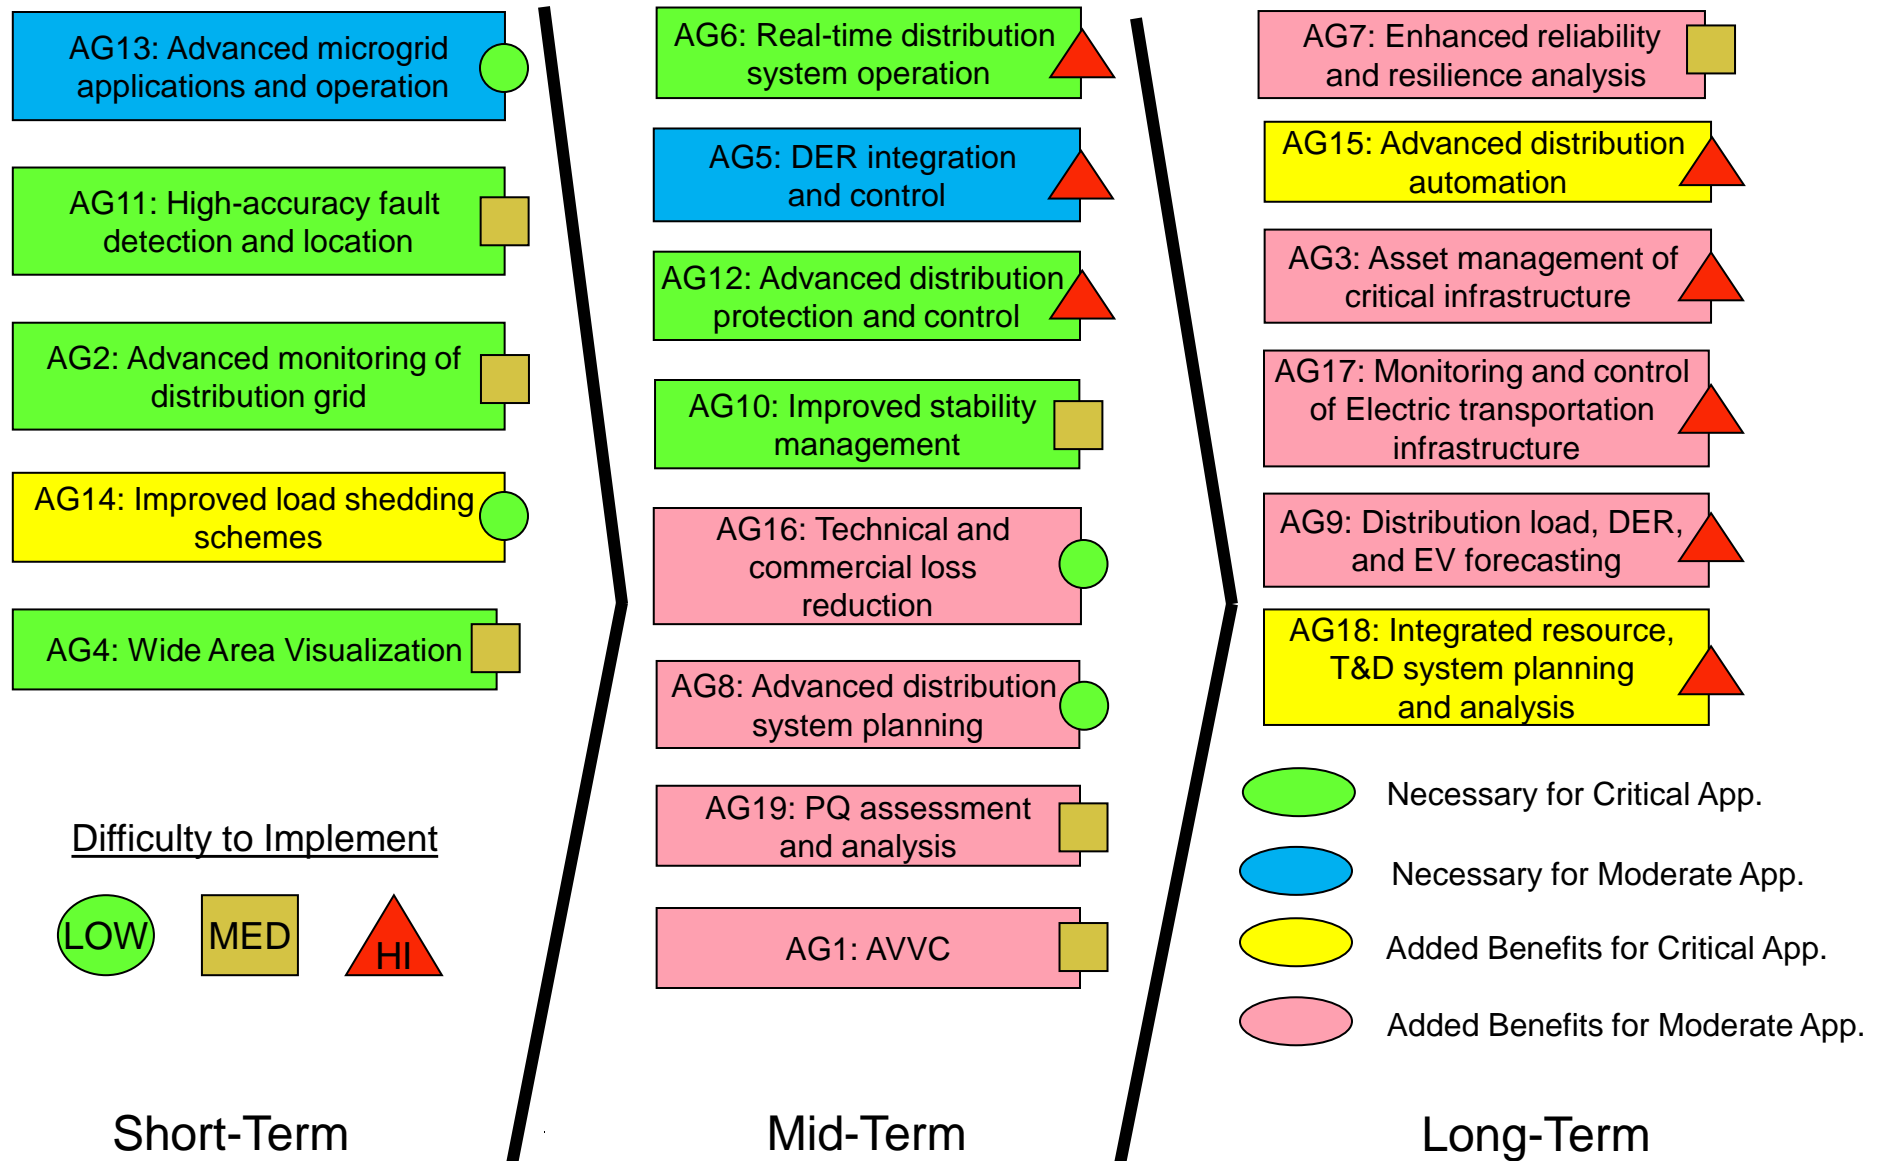 AG13: Advanced microgrid
applications and operation
AG11: High-accuracy fault
detection and location
AG2: Advanced monitoring of
distribution grid
AG14: Improved load shedding
schemes
AG4: Wide Area Visualization
Difficulty to Implement
LOW
MED
HI
Short-Term
AG6: Real-time distribution
system operation
AG5: DER integration
and control
AG12: Advanced distribution
protection and control
AG10: Improved stability
management
AG16: Technical and
commercial loss
reduction
AG8: Advanced distribution
system planning
AG19: PQ assessment
and analysis
AG1: AVVC
Mid-Term
AG7: Enhanced reliability
and resilience analysis
AG15: Advanced distribution
automation
AG3: Asset management of
critical infrastructure
AG17: Monitoring and control
of Electric transportation
infrastructure
AG9: Distribution load, DER,
and EV forecasting
AG18: Integrated resource,
T&D system planning
and analysis
Necessary for Critical App.
Necessary for Moderate App.
Added Benefits for Critical App.
Added Benefits for Moderate App.
Long-Term